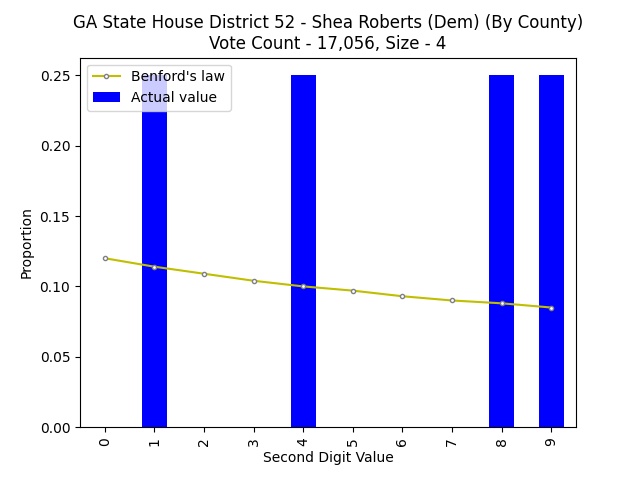 GA State House District 52 - Shea Roberts (Dem) (By County)
Vote Count - 17,056, Size - 4
Benford's law
Actual value
0.25
0.20
0.15
0.10
0.05
0.00
Proportion
0 1 2 3 4 5 6 7 8 9
Second Digit Value